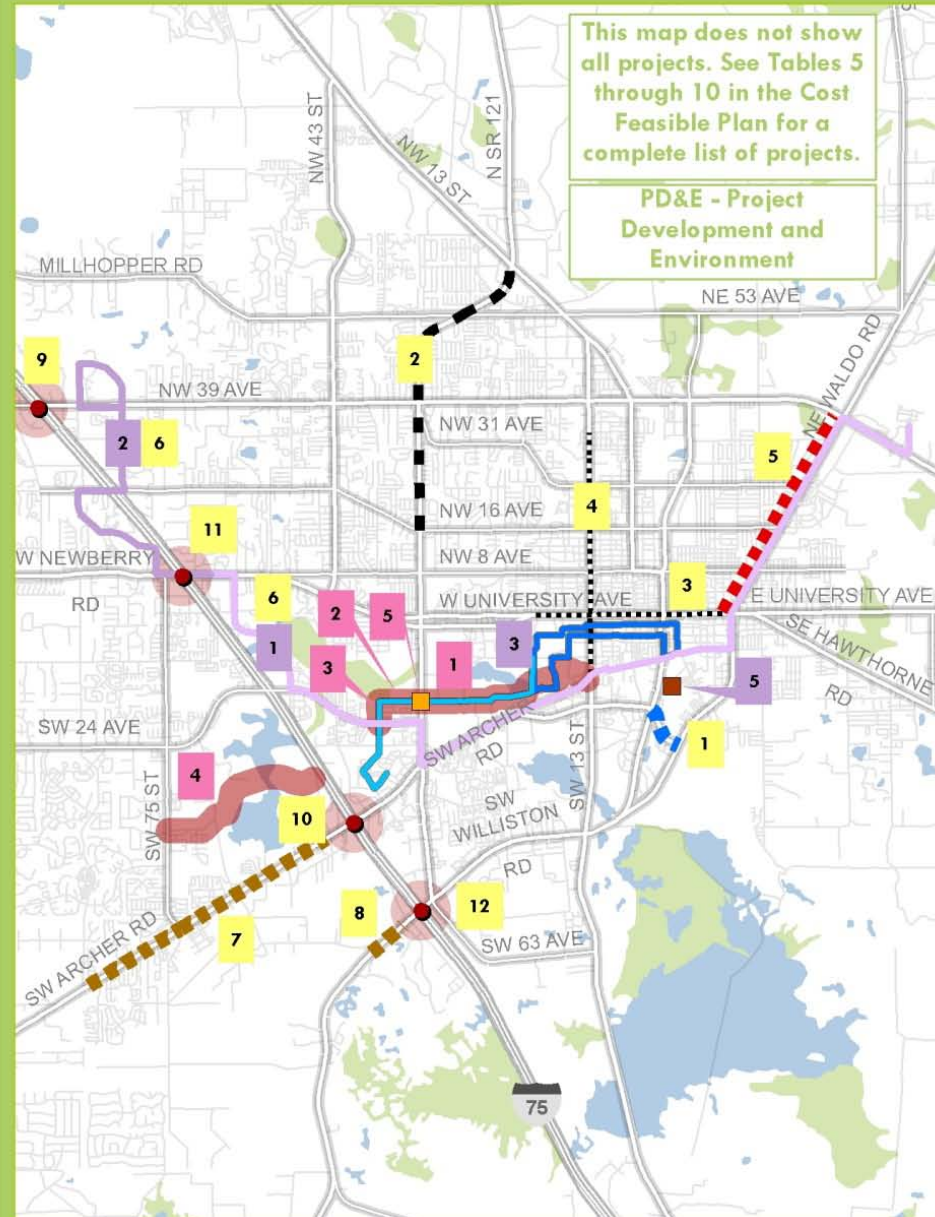 This map does not show
all projects. See Tables 5
through 10 in the Cost
Feasible Plan for a
complete list of projects.
PD&E - Project
Development and
Environment
NW 43 ST
NW 13 ST
N SR 121
MILLHOPPER RD
NE 53 AVE
NE WALDO RD
9
2
NW 39 AVE
NW 31 AVE
2
6
5
4
NW 16 AVE
11
W NEWBERRY
RD
NW 8 AVE
6
2
5
W UNIVERSITY AVE
3
E UNIVERSITY AVE
1
3
1
3
SE HAWTHORNE
RD
5
SW 24 AVE
SW ARCHER
RD
SW 13 ST
1
4
SW 75 ST
10
SW
WILLISTON
RD
8
12
7
SW ARCHER RD
SW 63 AVE
75